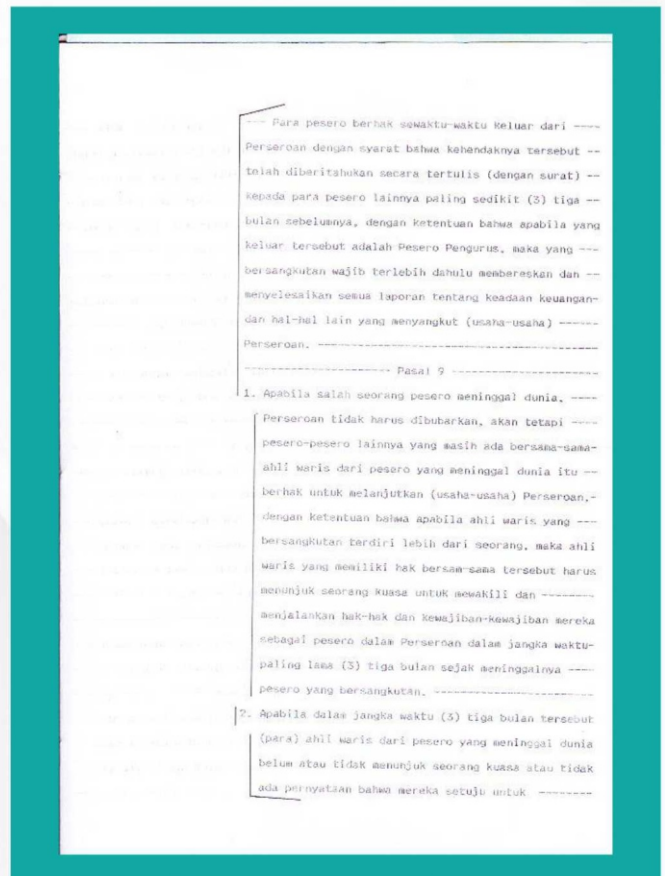 --- Para pesero berhak sewaktu-waktu keluar dari ----
Perseroan dengan syarat bahwa kehendaknya tersebut --
telah diberitahukan secara tertulis (dengan surat) --
kepada para pesero lainnya paling sedikit (3) tiga --
bulan sebelumnya, dengan ketentuan bahwa apabila yang
keluar tersebut adalah Pesero Pengurus, maka yang ---
bersangkutan wajib terlebih dahulu membereskan dan --
menyelesaikan semua laporan tentang keadaan keuangan-
dan hal-hal lain yang menyangkut (usaha-usaha) ------
Perseroan. ------------------------------------------
--------------------- Pasal 9 ----------------------
1. Apabila salah seorang pesero meninggal dunia, ----
Perseroan tidak harus dibubarkan, akan tetapi ----
pesero-pesero lainnya yang masih ada bersama-sama-
ahli waris dari pesero yang meninggal dunia itu --
berhak untuk melanjutkan (usaha-usaha) Perseroan,-
dengan ketentuan bahwa apabila ahli waris yang ---
bersangkutan terdiri lebih dari seorang, maka ahli
waris yang memiliki hak bersam-sama tersebut harus
menunjuk seorang kuasa untuk mewakili dan --------
menjalankan hak-hak dan kewajiban-kewajiban mereka
sebagai pesero dalam Perseroan dalam jangka waktu-
paling lama (3) tiga bulan sejak meninggalnya ----
pesero yang bersangkutan. ------------------------
2. Apabila dalam jangka waktu (3) tiga bulan tersebut
(para) ahli waris dari pesero yang meninggal dunia
belum atau tidak menunjuk seorang kuasa atau tidak
ada pernyataan bahwa mereka setuju untuk --------